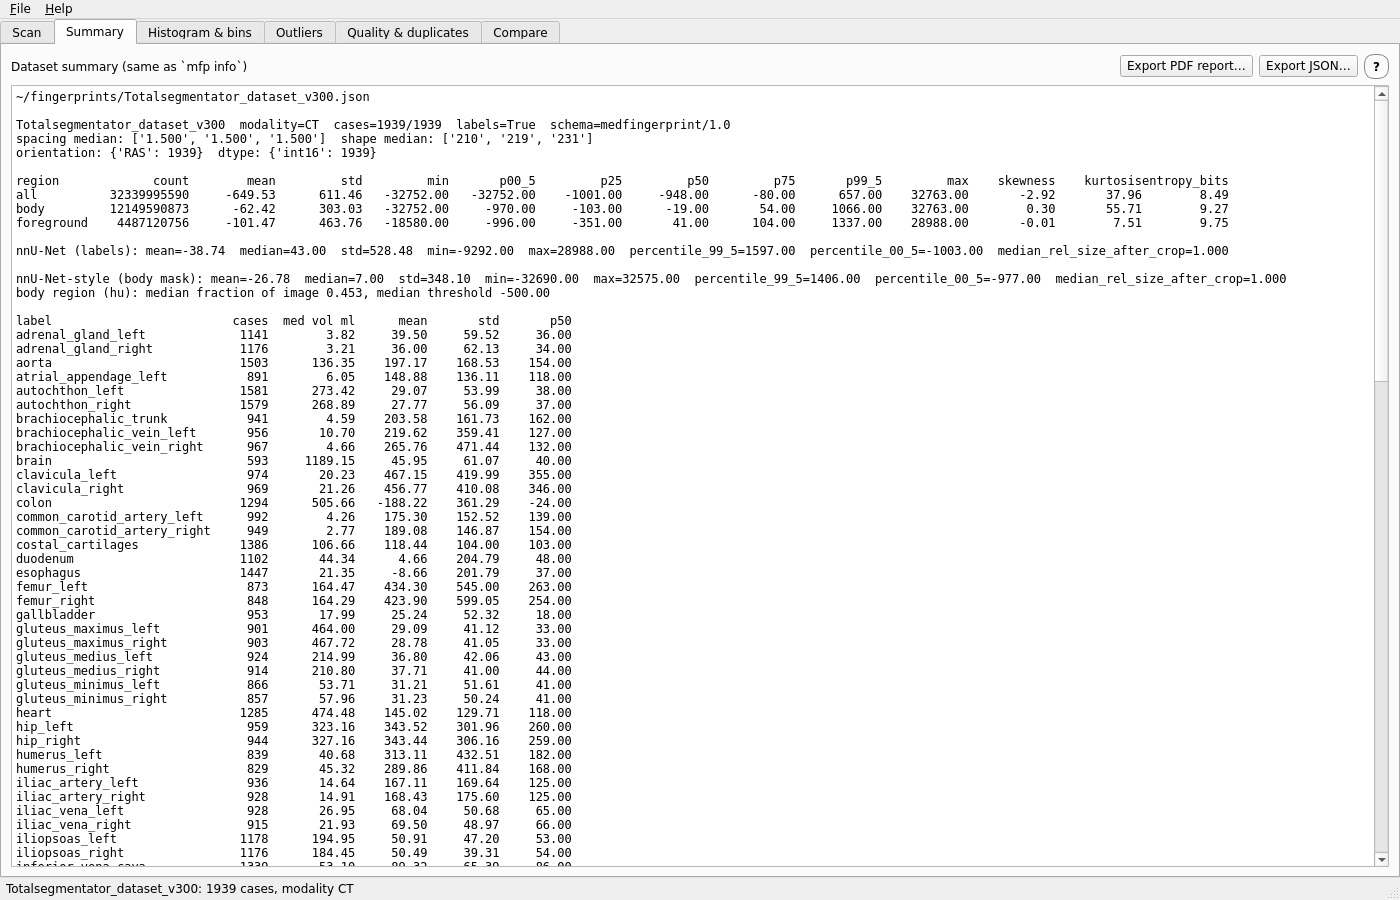 File Help
Scan Summary Histogram & bins Outliers Quality & duplicates Compare
Dataset summary (same as `mfp info`) Export PDF report... Export JSON... ?
~/fingerprints/Totalsegmentator_dataset_v300.json
Totalsegmentator_dataset_v300 modality=CT cases=1939/1939 labels=True schema=medfingerprint/1.0
spacing median: ['1.500', '1.500', '1.500'] shape median: ['210', '219', '231']
orientation: {'RAS': 1939} dtype: {'int16': 1939}
region count mean std min p00_5 p25 p50 p75 p99_5 max skewness kurtosisentropy_bits
all 32339995590 -649.53 611.46 -32752.00 -32752.00 -1001.00 -948.00 -80.00 657.00 32763.00 -2.92 37.96 8.49
body 12149590873 -62.42 303.03 -32752.00 -970.00 -103.00 -19.00 54.00 1066.00 32763.00 0.30 55.71 9.27
foreground 4487120756 -101.47 463.76 -18580.00 -996.00 -351.00 41.00 104.00 1337.00 28988.00 -0.01 7.51 9.75
nnU-Net (labels): mean=-38.74 median=43.00 std=528.48 min=-9292.00 max=28988.00 percentile_99_5=1597.00 percentile_00_5=-1003.00 median_rel_size_after_crop=1.000
nnU-Net-style (body mask): mean=-26.78 median=7.00 std=348.10 min=-32690.00 max=32575.00 percentile_99_5=1406.00 percentile_00_5=-977.00 median_rel_size_after_crop=1.000
body region (hu): median fraction of image 0.453, median threshold -500.00
label cases med vol ml mean std p50
adrenal_gland_left 1141 3.82 39.50 59.52 36.00
adrenal_gland_right 1176 3.21 36.00 62.13 34.00
aorta 1503 136.35 197.17 168.53 154.00
atrial_appendage_left 891 6.05 148.88 136.11 118.00
autochthon_left 1581 273.42 29.07 53.99 38.00
autochthon_right 1579 268.89 27.77 56.09 37.00
brachiocephalic_trunk 941 4.59 203.58 161.73 162.00
brachiocephalic_vein_left 956 10.70 219.62 359.41 127.00
brachiocephalic_vein_right 967 4.66 265.76 471.44 132.00
brain 593 1189.15 45.95 61.07 40.00
clavicula_left 974 20.23 467.15 419.99 355.00
clavicula_right 969 21.26 456.77 410.08 346.00
colon 1294 505.66 -188.22 361.29 -24.00
common_carotid_artery_left 992 4.26 175.30 152.52 139.00
common_carotid_artery_right 949 2.77 189.08 146.87 154.00
costal_cartilages 1386 106.66 118.44 104.00 103.00
duodenum 1102 44.34 4.66 204.79 48.00
esophagus 1447 21.35 -8.66 201.79 37.00
femur_left 873 164.47 434.30 545.00 263.00
femur_right 848 164.29 423.90 599.05 254.00
gallbladder 953 17.99 25.24 52.32 18.00
gluteus_maximus_left 901 464.00 29.09 41.12 33.00
gluteus_maximus_right 903 467.72 28.78 41.05 33.00
gluteus_medius_left 924 214.99 36.80 42.06 43.00
gluteus_medius_right 914 210.80 37.71 41.00 44.00
gluteus_minimus_left 866 53.71 31.21 51.61 41.00
gluteus_minimus_right 857 57.96 31.23 50.24 41.00
heart 1285 474.48 145.02 129.71 118.00
hip_left 959 323.16 343.52 301.96 260.00
hip_right 944 327.16 343.44 306.16 259.00
humerus_left 839 40.68 313.11 432.51 182.00
humerus_right 829 45.32 289.86 411.84 168.00
iliac_artery_left 936 14.64 167.11 169.64 125.00
iliac_artery_right 928 14.91 168.43 175.60 125.00
iliac_vena_left 928 26.95 68.04 50.68 65.00
iliac_vena_right 915 21.93 69.50 48.97 66.00
iliopsoas_left 1178 194.95 50.91 47.20 53.00
iliopsoas_right 1176 184.45 50.49 39.31 54.00
Totalsegmentator_dataset_v300: 1939 cases, modality CT